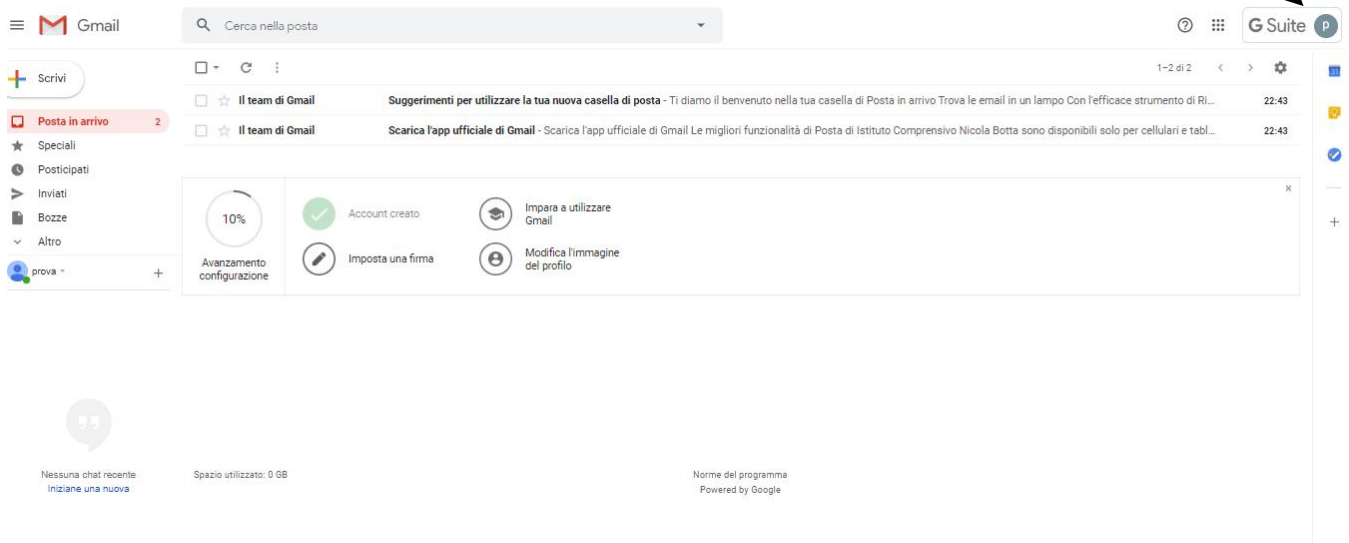 Gmail
Cerca nella posta
G Suite
P
Scrivi
1–2 di 2
31
Il team di Gmail Suggerimenti per utilizzare la tua nuova casella di posta - Ti diamo il benvenuto nella tua casella di Posta in arrivo Trova le email in un lampo Con l'efficace strumento di Ri... 22:43
Il team di Gmail Scarica l'app ufficiale di Gmail - Scarica l'app ufficiale di Gmail Le migliori funzionalità di Posta di Istituto Comprensivo Nicola Botta sono disponibili solo per cellulari e tabl... 22:43
Posta in arrivo 2
Speciali
Posticipati
Inviati
Bozze
Altro
prova
10%
Avanzamento
configurazione
Account creato
Imposta una firma
Impara a utilizzare
Gmail
Modifica l'immagine
del profilo
Nessuna chat recente
Iniziane una nuova
Spazio utilizzato: 0 GB
Norme del programma
Powered by Google